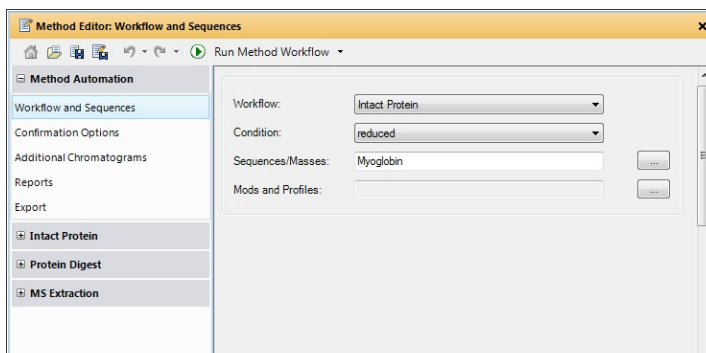 Method Editor: Workflow and Sequences
Run Method Workflow
Method Automation
Workflow and Sequences
Confirmation Options
Additional Chromatograms
Reports
Export
Intact Protein
Protein Digest
MS Extraction
Workflow: Intact Protein
Condition: reduced
Sequences/Masses: Myoglobin ...
Mods and Profiles: ...